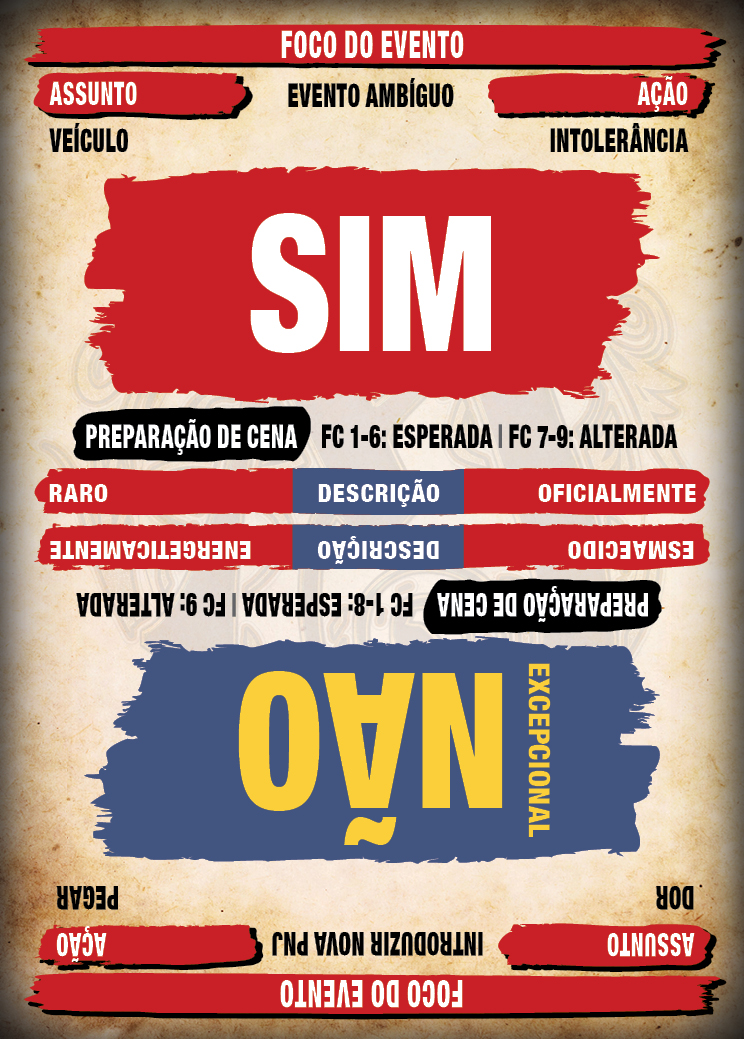 FOCO DO EVENTO
ASSUNTO EVENTO AMBÍGUO AÇÃO
VEÍCULO INTOLERÂNCIA
SIM
PREPARAÇÃO DE CENA FC 1-6: ESPERADA | FC 7-9: ALTERADA
RARO DESCRIÇÃO OFICIALMENTE
ESMAECIDO DESCRIÇÃO ENERGETICAMENTE
PREPARAÇÃO DE CENA FC 1-8: ESPERADA | FC 9: ALTERADA
EXCEPCIONAL
NÃO
DOR PEGAR
ASSUNTO INTRODUZIR NOVA PNJ AÇÃO
FOCO DO EVENTO